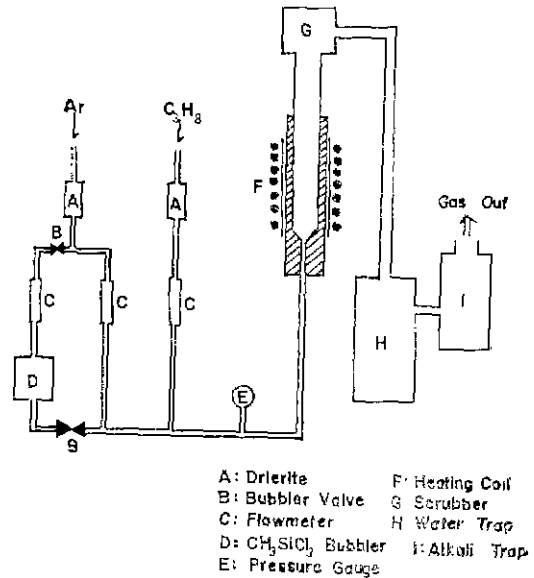 Ar
C3H8
G
A
A
F
B
Gas Out
C
C
C
I
D
H
E
B
A: Drierite
B: Bubbler Valve
C: Flowmeter
D: CH3SiCl3 Bubbler
E: Pressure Gauge
F: Heating Coil
G Scrubber
H Water Trap
I: Alkali Trap